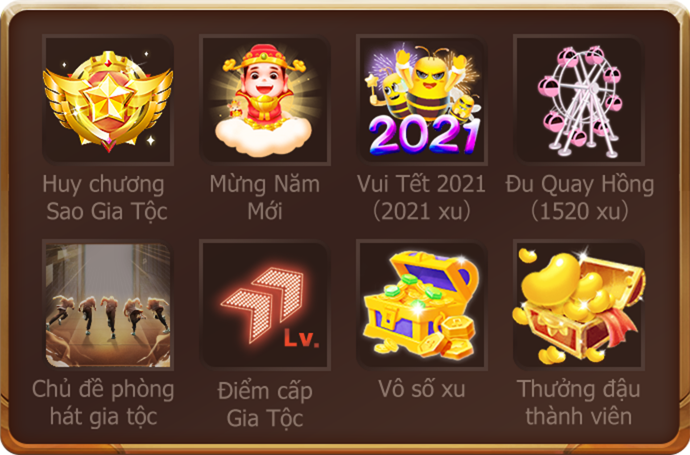 2021
Huy chương
Sao Gia Tộc
Mừng Năm
Mới
Vui Tết 2021
(2021 xu)
Đu Quay Hồng
(1520 xu)
Lv.
Chủ đề phòng
hát gia tộc
Điểm cấp
Gia Tộc
Vô số xu
Thưởng đậu
thành viên